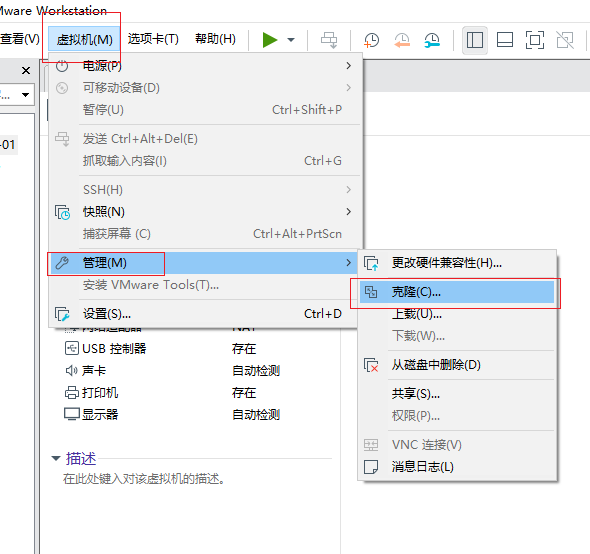 Mware Workstation
查看(V) 虚拟机(M) 选项卡(T) 帮助(H)
电源(P)
可移动设备(D)
暂停(U) Ctrl+Shift+P
发送 Ctrl+Alt+Del(E)
-01
抓取输入内容(I) Ctrl+G
SSH(H)
快照(N)
捕获屏幕 (C) Ctrl+Alt+PrtScn
管理(M) 更改硬件兼容性(H)...
安装 VMware Tools(T)... 克隆(C)...
设置(S)... Ctrl+D 上载(U)...
网络适配器 NAT 下载(W)...
USB 控制器 存在
声卡 自动检测 从磁盘中删除(D)
打印机 存在 共享(S)...
显示器 自动检测 权限(P)...
VNC 连接(V)
描述 消息日志(L)
在此处键入对该虚拟机的描述。